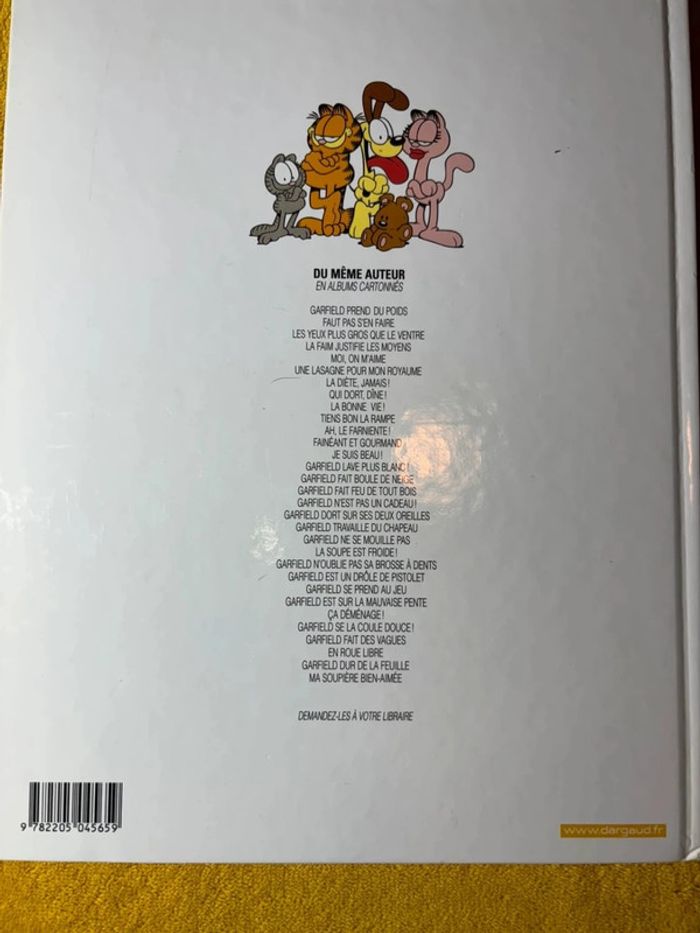 DU MÊME AUTEUR
EN ALBUMS CARTONNÉS
GARFIELD PREND DU POIDS
FAUT PAS S'EN FAIRE
LES YEUX PLUS GROS QUE LE VENTRE
LA FAIM JUSTIFIE LES MOYENS
MOI, ON M'AIME
UNE LASAGNE POUR MON ROYAUME
LA DIÈTE, JAMAIS !
QUI DORT, DÎNE !
LA BONNE VIE !
TIENS BON LA RAMPE
AH, LE FARNIENTE !
FAINÉANT ET GOURMAND
JE SUIS BEAU !
GARFIELD LAVE PLUS BLANC !
GARFIELD FAIT BOULE DE NEIGE
GARFIELD FAIT FEU DE TOUT BOIS
GARFIELD N'EST PAS UN CADEAU !
GARFIELD DORT SUR SES DEUX OREILLES
GARFIELD TRAVAILLE DU CHAPEAU
GARFIELD NE SE MOUILLE PAS
LA SOUPE EST FROIDE !
GARFIELD N'OUBLIE PAS SA BROSSE À DENTS
GARFIELD EST UN DRÔLE DE PISTOLET
GARFIELD SE PREND AU JEU
GARFIELD EST SUR LA MAUVAISE PENTE
ÇA DÉMÉNAGE !
GARFIELD SE LA COULE DOUCE !
GARFIELD FAIT DES VAGUES
EN ROUE LIBRE
GARFIELD DUR DE LA FEUILLE
MA SOUPIÈRE BIEN-AIMÉE
DEMANDEZ-LES À VOTRE LIBRAIRE
9 782205 045659
www.dargaud.fr